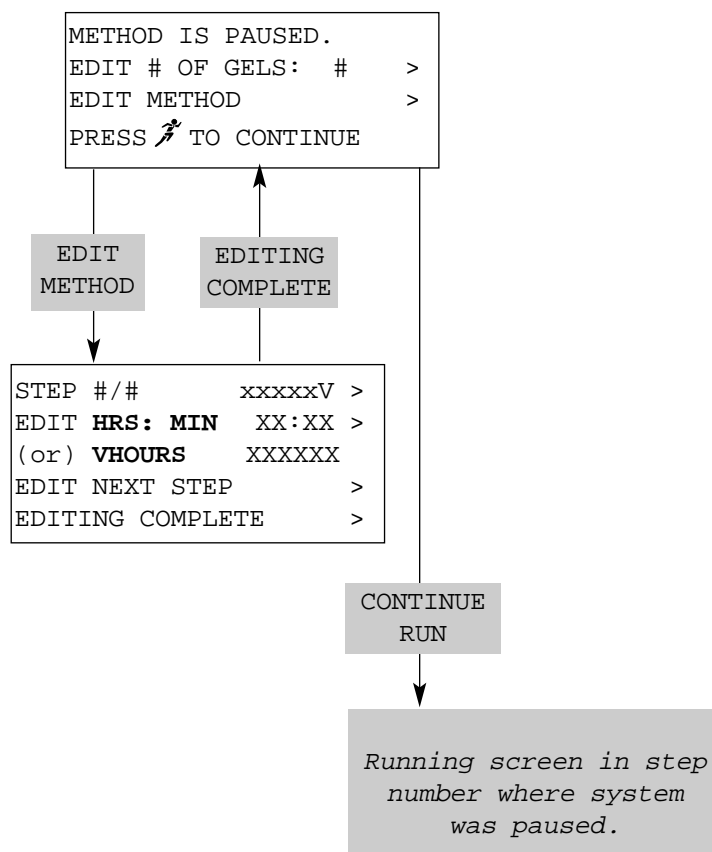 METHOD IS PAUSED.
EDIT # OF GELS: # >
EDIT METHOD >
PRESS TO CONTINUE
EDIT
METHOD
EDITING
COMPLETE
STEP #/# xxxxxV >
EDIT HRS: MIN XX:XX >
(or) VHOURS XXXXXX
EDIT NEXT STEP >
EDITING COMPLETE >
CONTINUE
RUN
Running screen in step
number where system
was paused.